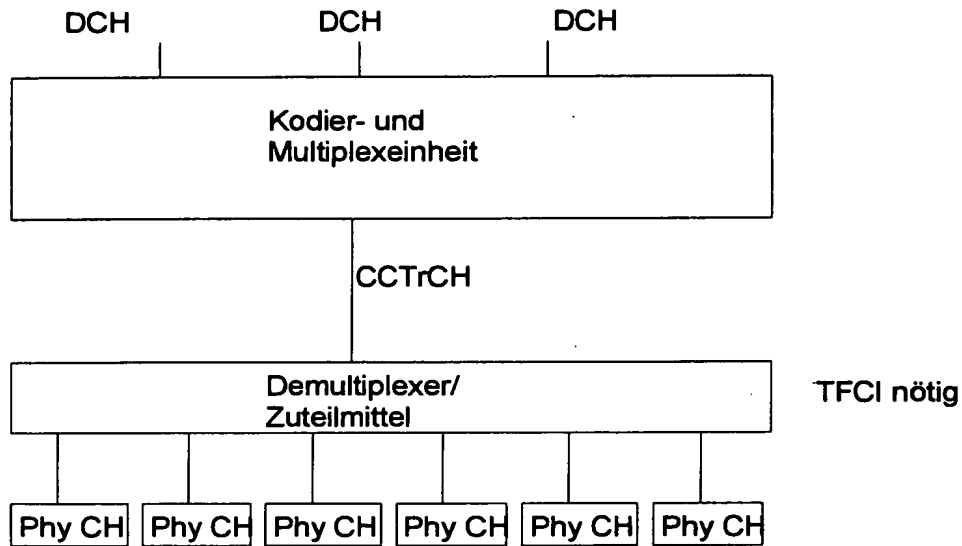 DCH DCH DCH
Kodier- und
Multiplexeinheit
CCTrCH
Demultiplexer/
Zuteilmittel
TFCI nötig
Phy CH Phy CH Phy CH Phy CH Phy CH Phy CH